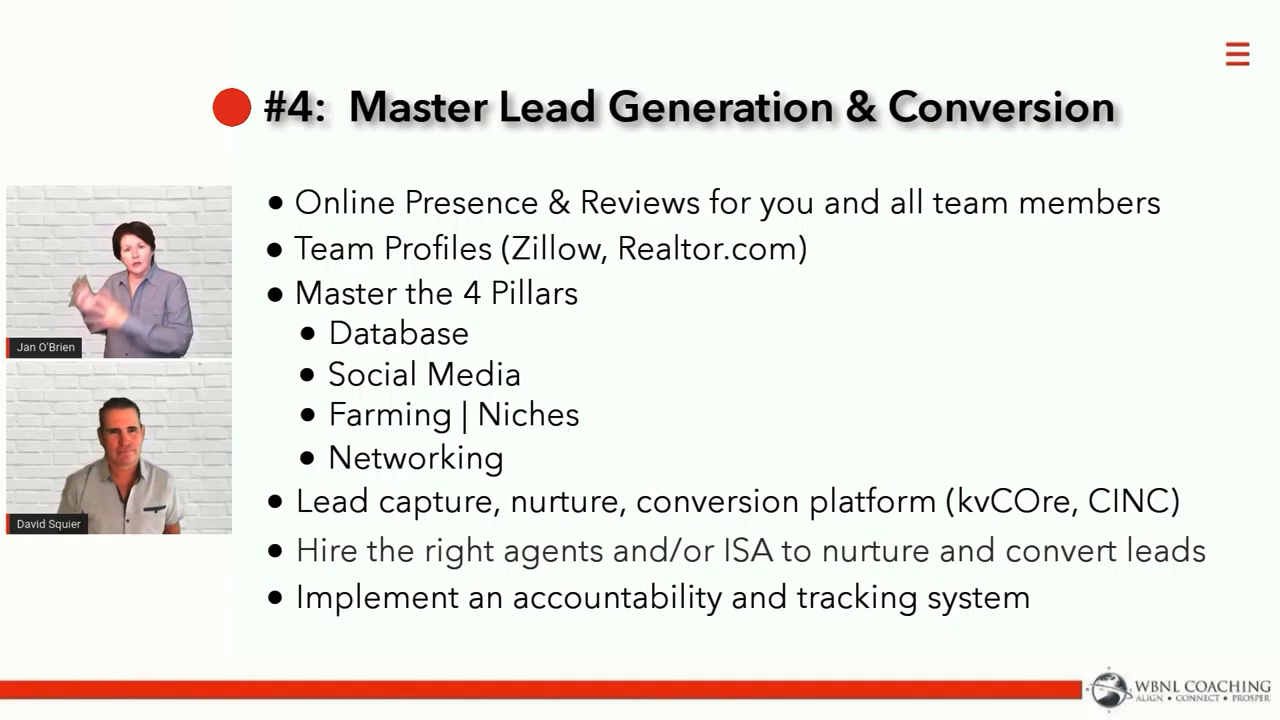 #4: Master Lead Generation & Conversion
• Online Presence & Reviews for you and all team members
• Team Profiles (Zillow, Realtor.com)
• Master the 4 Pillars
• Database
• Social Media
• Farming | Niches
• Networking
• Lead capture, nurture, conversion platform (kvCOre, CINC)
• Hire the right agents and/or ISA to nurture and convert leads
• Implement an accountability and tracking system
Jan O'Brien
David Squier
WBNL COACHING
ALIGN • CONNECT • PROSPER